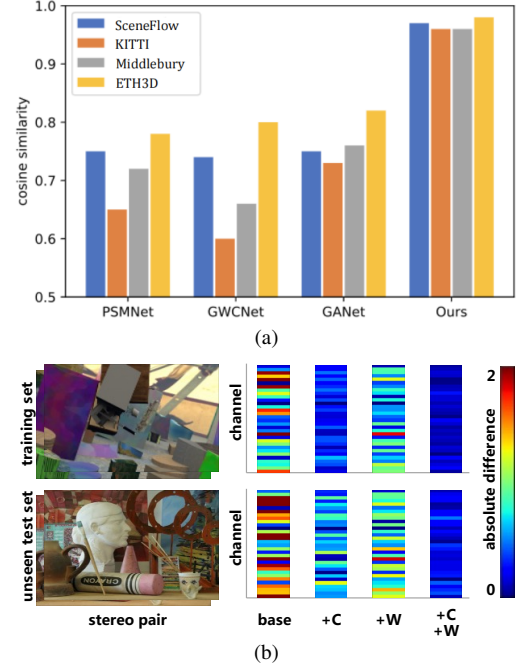 1.0
0.9
0.8
0.7
0.6
0.5
cosine similarity
SceneFlow
KITTI
Middlebury
ETH3D
PSMNet
GWCNet
GANet
Ours
(a)
training set
channel
2
absolute difference
0
unseen test set
CRAYON
channel
stereo pair
base
+C
+W
+C
+W
(b)